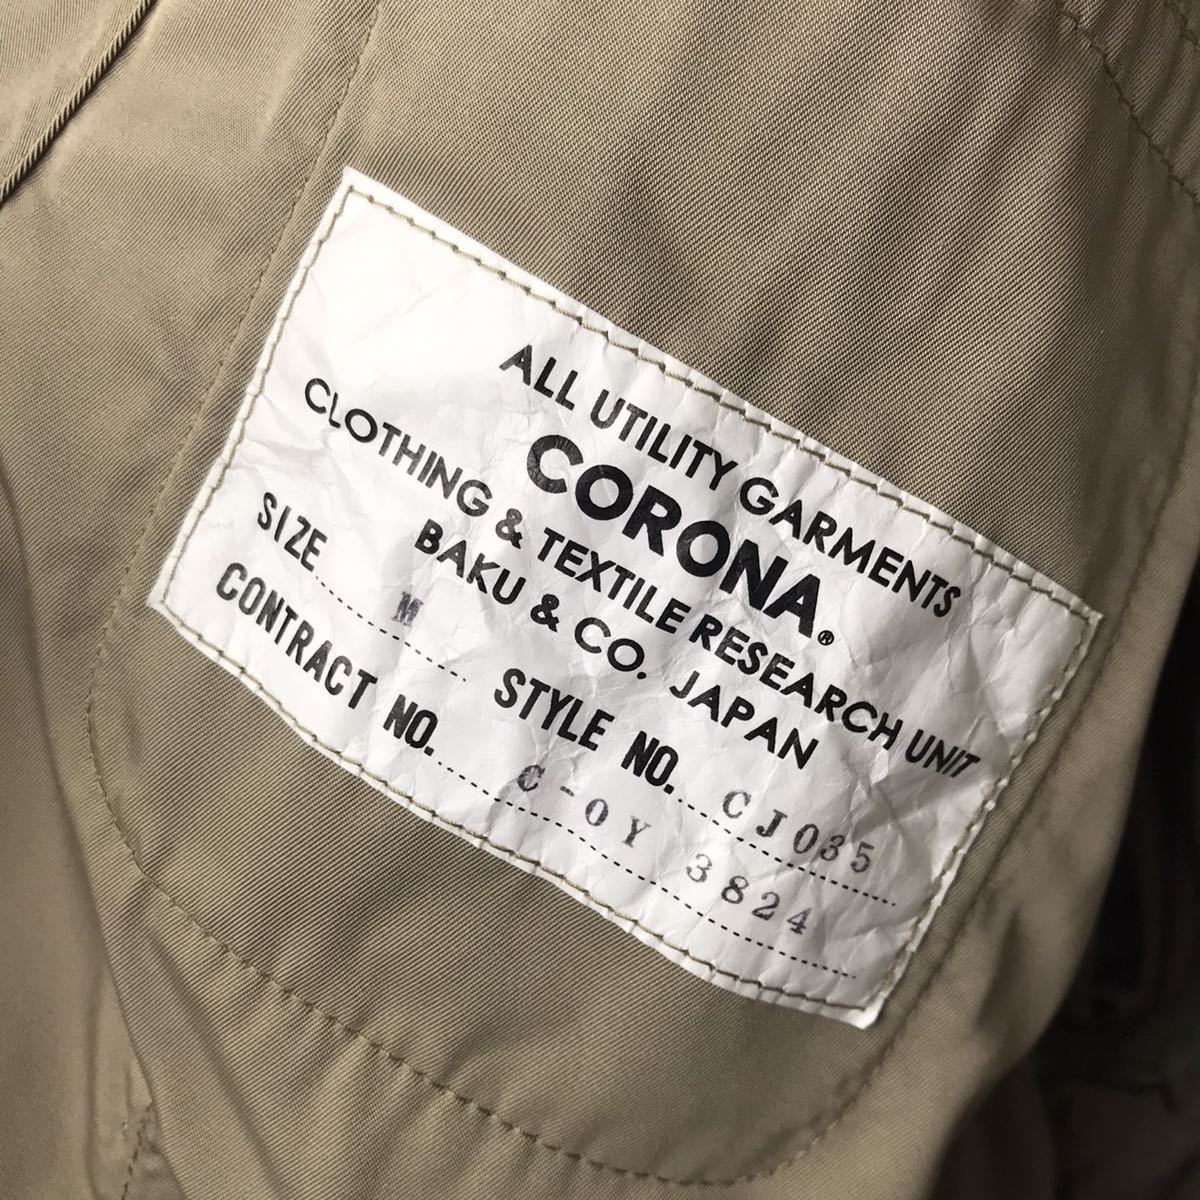 ALL UTILITY GARMENTS
CORONA®
CLOTHING & TEXTILE RESEARCH UNIT
BAKU & CO. JAPAN
SIZE M STYLE NO. CJ035
CONTRACT NO. C-OY 3824